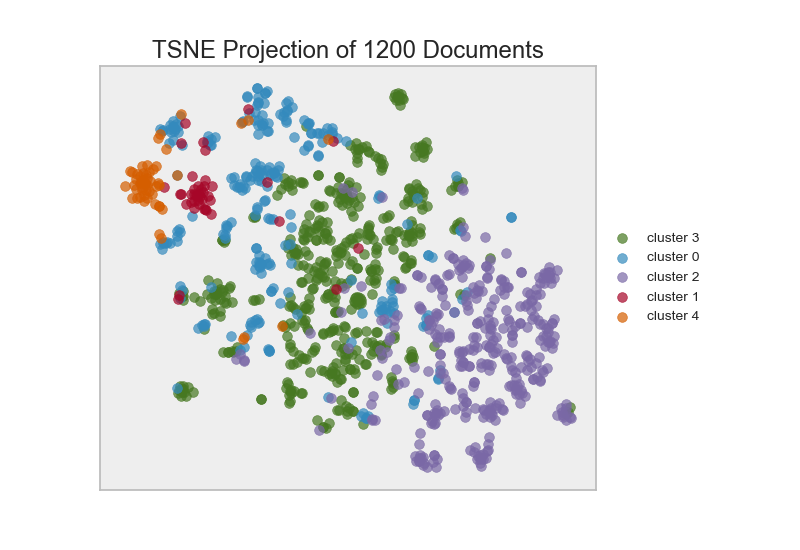 TSNE Projection of 1200 Documents
cluster 3
cluster 0
cluster 2
cluster 1
cluster 4